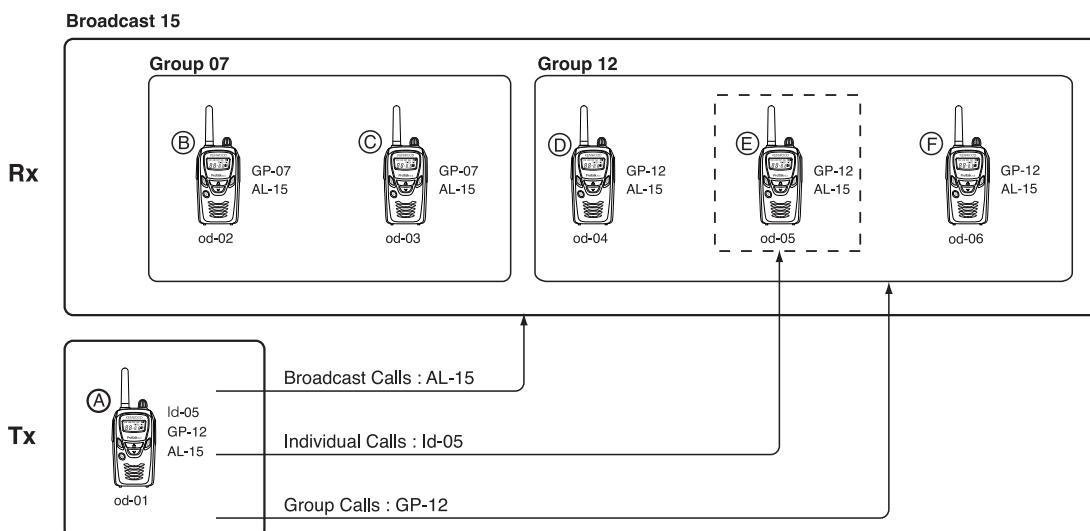 Broadcast 15
Group 07
Group 12
Rx
B
GP-07
AL-15
od-02
C
GP-07
AL-15
od-03
D
GP-12
AL-15
od-04
E
GP-12
AL-15
od-05
F
GP-12
AL-15
od-06
Tx
A
Id-05
GP-12
AL-15
od-01
Broadcast Calls : AL-15
Individual Calls : Id-05
Group Calls : GP-12